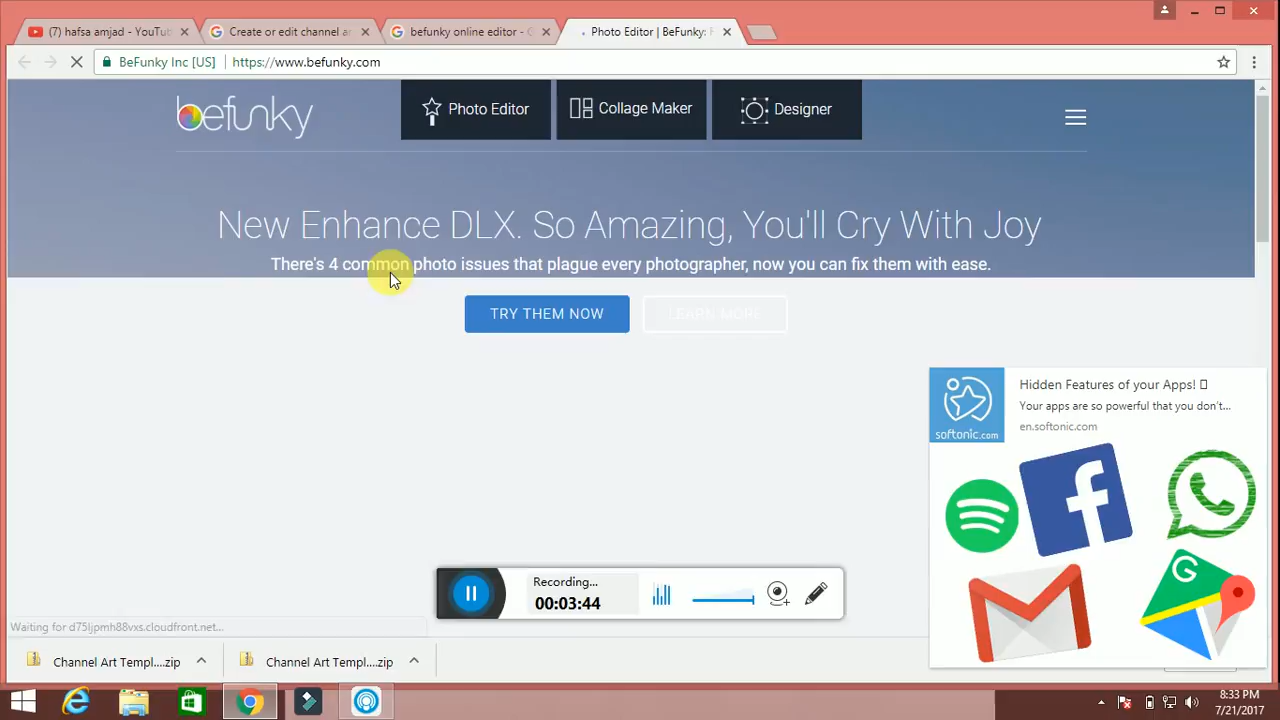 (7) hafsa amjad - YouTu
Create or edit channel ar
befunky online editor - G
Photo Editor | BeFunky: F
BeFunky Inc [US]
https://www.befunky.com
befunky
Photo Editor
Collage Maker
Designer
New Enhance DLX. So Amazing, You'll Cry With Joy
There's 4 common photo issues that plague every photographer, now you can fix them with ease.
TRY THEM NOW
LEARN MORE
Hidden Features of your Apps!
Your apps are so powerful that you don't...
en.softonic.com
softonic.com
Recording...
00:03:44
Waiting for d75ljpmh88vxs.cloudfront.net...
Channel Art Templ....zip
Channel Art Templ....zip
8:33 PM
7/21/2017